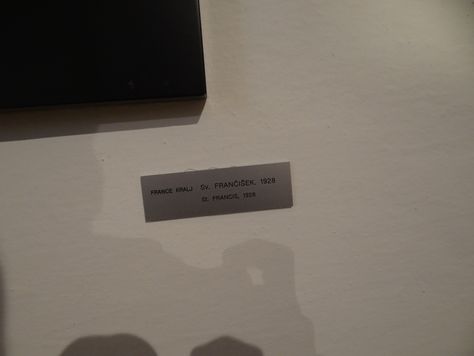 FRANCE KRALJ Sv. FRANČIŠEK, 1928
St. FRANCIS, 1928